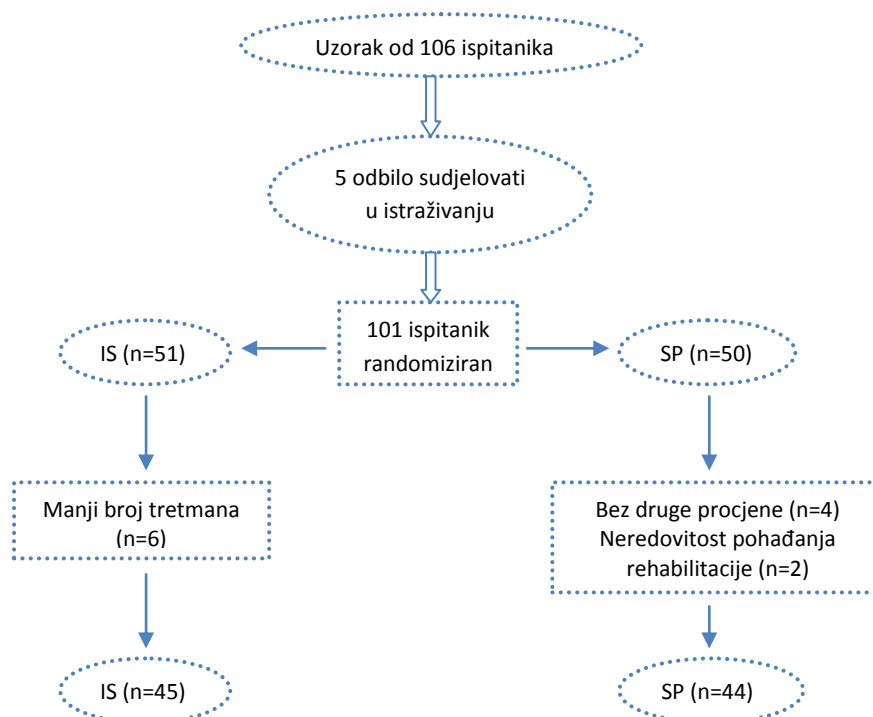 Uzorak od 106 ispitanika
5 odbilo sudjelovati
u istraživanju
101 ispitanik
randomiziran
IS (n=51)
SP (n=50)
Manji broj tretmana
(n=6)
Bez druge procjene (n=4)
Neredovitost pohađanja
rehabilitacije (n=2)
IS (n=45)
SP (n=44)